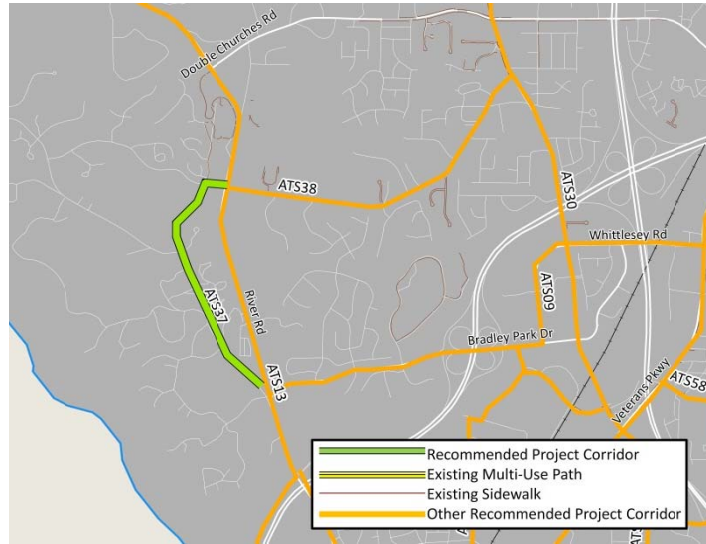 Double Churches Rd
ATS38
ATS30
Whittlesey Rd
ATS37
River Rd
ATS09
Bradley Park Dr
ATS13
Veterans Pkwy
ATS58
Recommended Project Corridor
Existing Multi-Use Path
Existing Sidewalk
Other Recommended Project Corridor